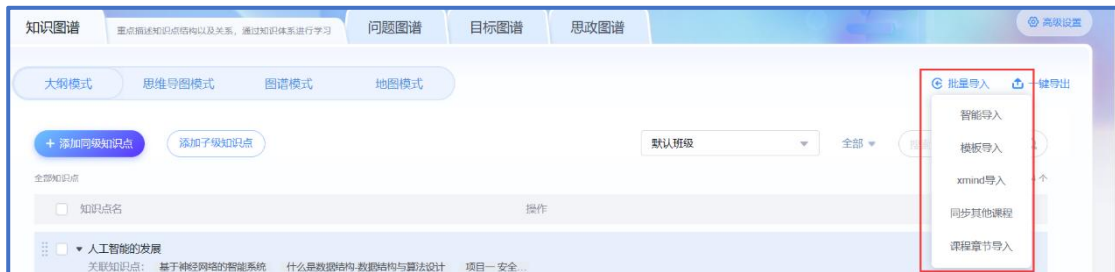 知识图谱 重点描述知识点结构以及关系，通过知识体系进行学习 问题图谱 目标图谱 思政图谱 高级设置
大纲模式 思维导图模式 图谱模式 地图模式 批量导入 一键导出
智能导入
+ 添加同级知识点 添加子级知识点 默认班级 全部 模板导入
全部知识点 xmind导入 个
知识点名 操作
同步其他课程
人工智能的发展 课程章节导入
关联知识点： 基于神经网络的智能系统 什么是数据结构-数据结构与算法设计 项目一 安全...